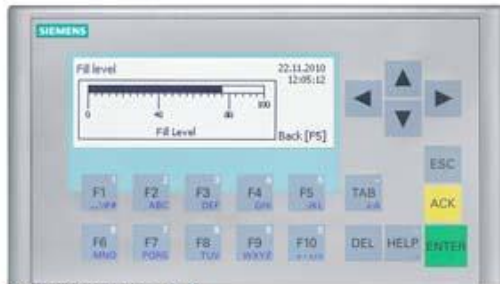 SIEMENS
Fill level
22.11.2010
12:05:12
0 40 80 100
Fill Level
Back [F5]
ESC
F1 F2 F3 F4 F5 TAB
ABC DEF GHI JKL
ACK
F6 F7 F8 F9 F10 DEL HELP ENTER
MNO PQRS TUV WXYZ